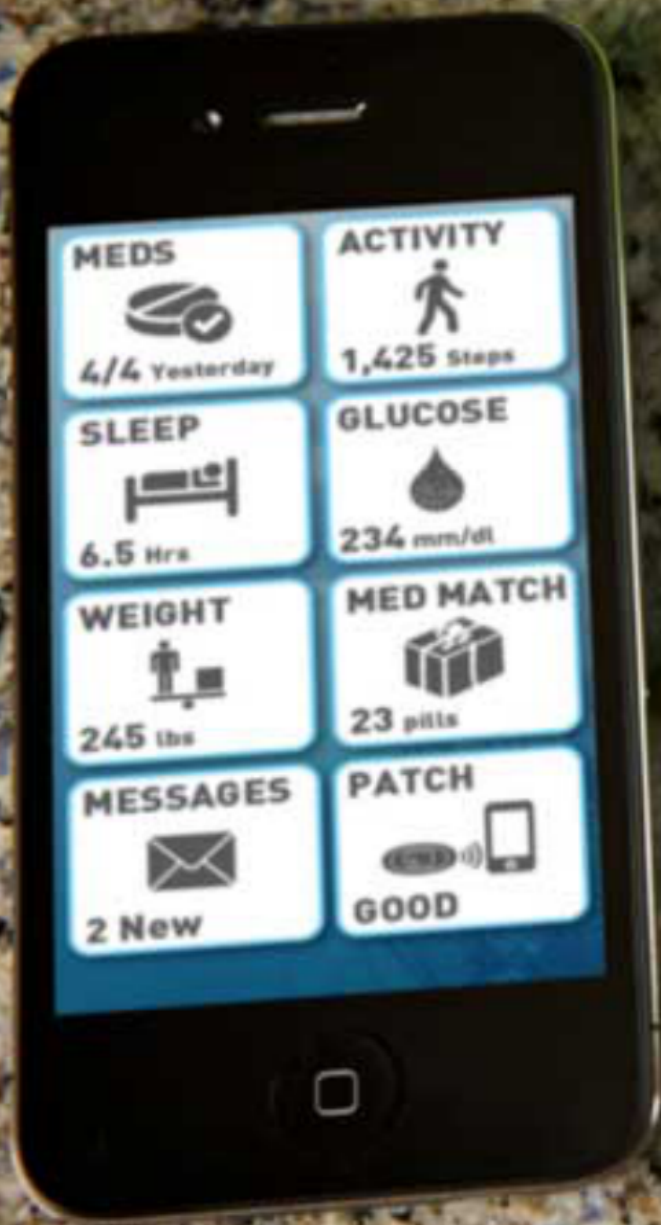 MEDS
4/4 Yesterday
ACTIVITY
1,425 Steps
SLEEP
6.5 Hrs
GLUCOSE
234 mm/dl
WEIGHT
245 lbs
MED MATCH
23 pills
MESSAGES
2 New
PATCH
GOOD